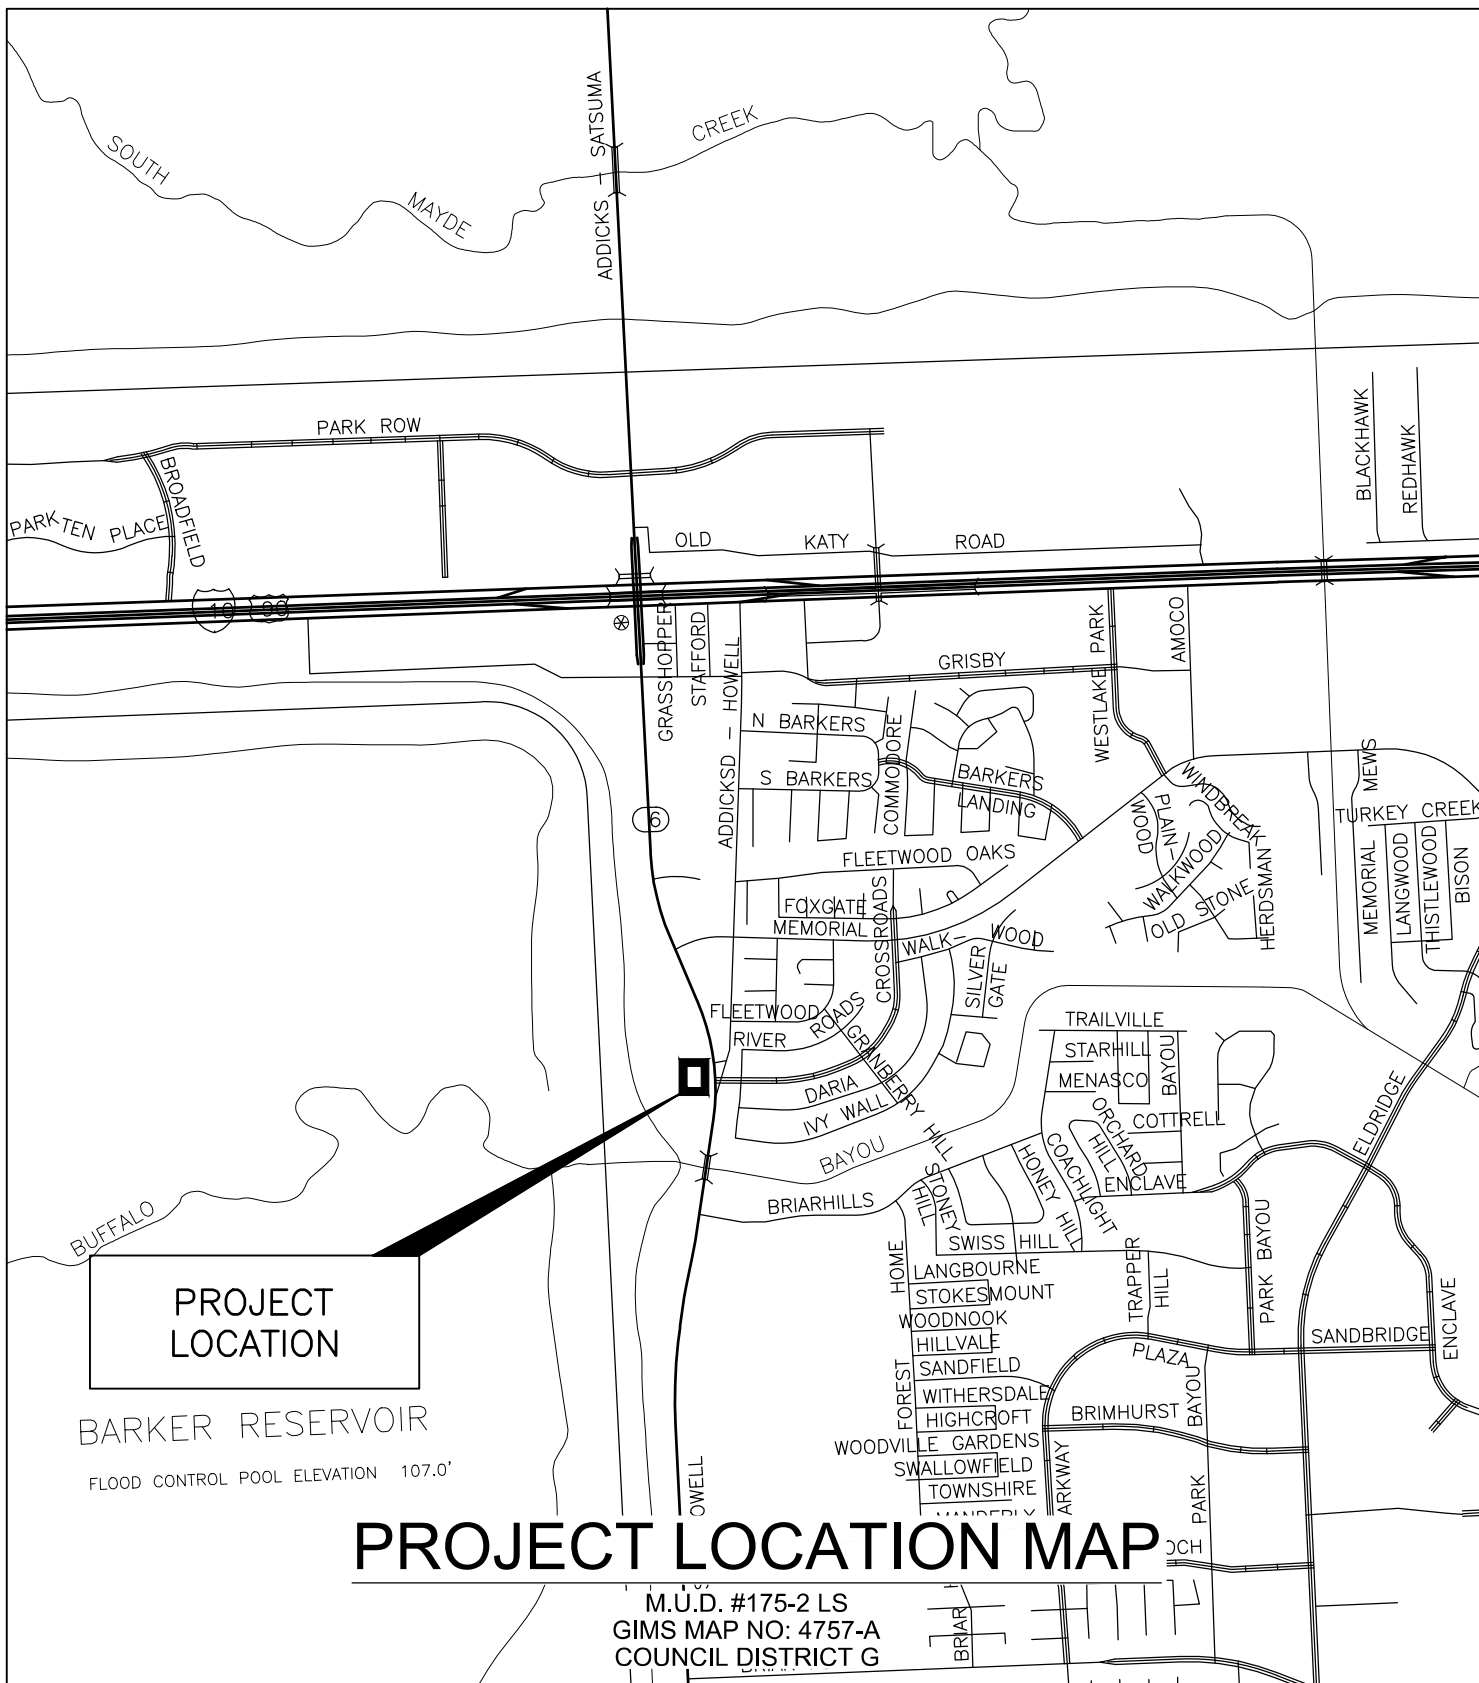 SOUTH
MAYDE
CREEK
ADDICKS – SATSUMA
PARK ROW
BROADFIELD
PARK TEN PLACE
OLD KATY ROAD
BLACKHAWK
REDHAWK
10
90
GRASSHOPPER
STAFFORD
ADDICKSD – HOWELL
GRISBY
WESTLAKE PARK
AMOCO
N BARKERS
S BARKERS
COMMODORE
BARKERS
LANDING
6
WINDBREAK
PLAIN-
WOOD
WALKWOOD
OLD STONE
HERDSMAN
MEWS
TURKEY CREEK
MEMORIAL
LANGWOOD
THISTLEWOOD
BISON
FLEETWOOD OAKS
FOXGATE
MEMORIAL
CROSSROADS
WALK-
WOOD
SILVER
GATE
FLEETWOOD
RIVER
ROADS
GRANBERRY HILL
DARIA
IVY WALL
BAYOU
TRAILVILLE
STARHILL
MENASCO
BAYOU
COTTRELL
ORCHARD
HILL
COACHLIGHT
HONEY HILL
ENCLAVE
ELDRIDGE
BRIARHILLS
STONEY
HILL
SWISS HILL
BUFFALO
HOME
FOREST
LANGBOURNE
STOKESMOUNT
WOODNOOK
HILLVALE
SANDFIELD
WITHERSDALE
HIGHCROFT
WOODVILLE GARDENS
SWALLOWFIELD
TOWNSHIRE
TRAPPER
HILL
PARK BAYOU
ENCLAVE
SANDBRIDGE
PLAZA
BRIMHURST
BAYOU
PARK
ARKWAY
OWELL
OCH
BRIAR
PROJECT
LOCATION
BARKER RESERVOIR
FLOOD CONTROL POOL ELEVATION 107.0'
PROJECT LOCATION MAP
M.U.D. #175-2 LS
GIMS MAP NO: 4757-A
COUNCIL DISTRICT G